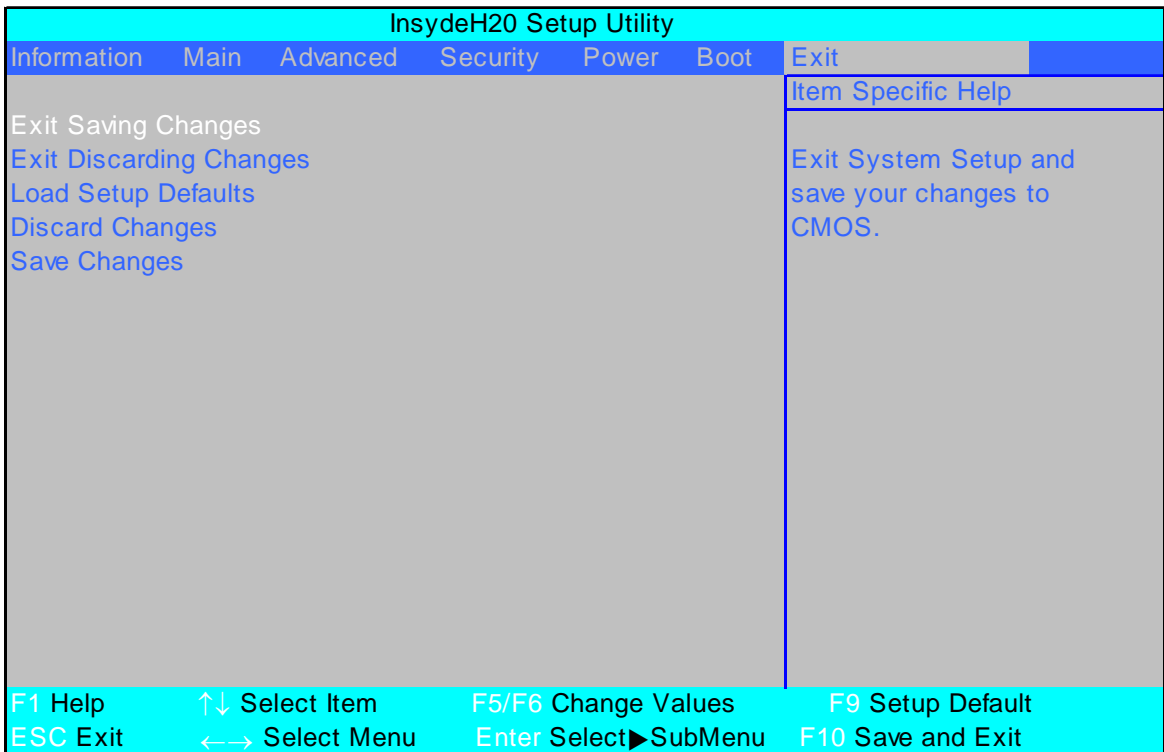 InsydeH20 Setup Utility
Information Main Advanced Security Power Boot Exit
Item Specific Help
Exit Saving Changes
Exit Discarding Changes
Load Setup Defaults
Discard Changes
Save Changes
Exit System Setup and
save your changes to
CMOS.
F1 Help ↑↓ Select Item F5/F6 Change Values F9 Setup Default
ESC Exit ←→ Select Menu Enter Select▶SubMenu F10 Save and Exit